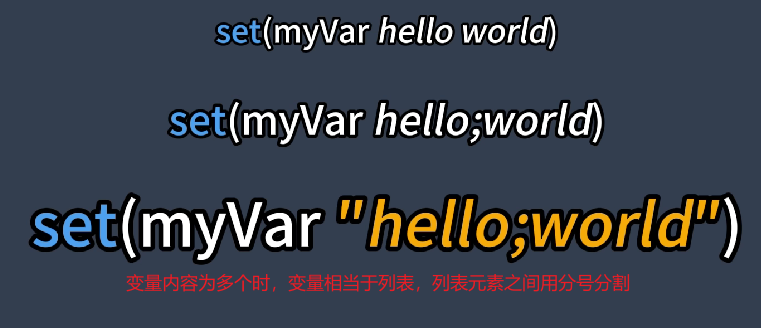 set(myVar hello world)
set(myVar hello;world)
set(myVar "hello;world")
变量内容为多个时，变量相当于列表，列表元素之间用分号分割